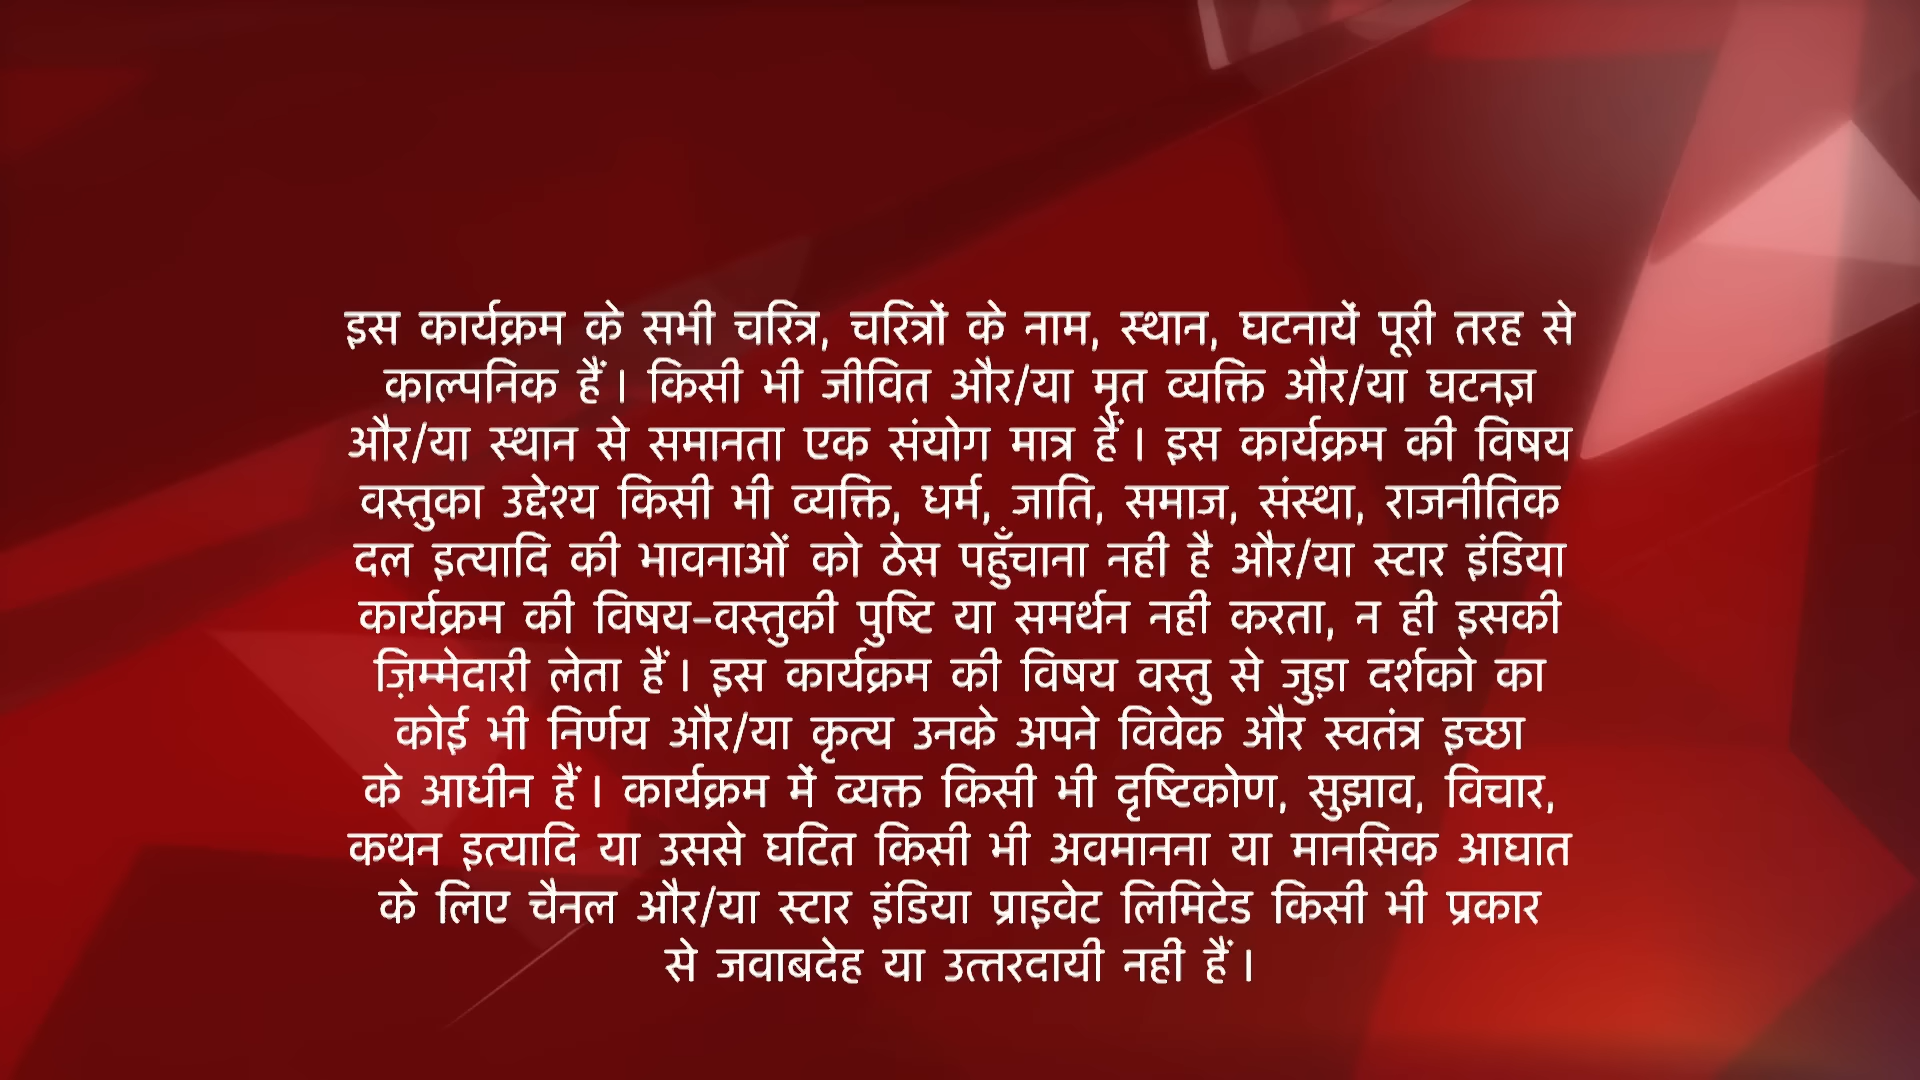 इस कार्यक्रम के सभी चरित्र, चरित्रों के नाम, स्थान, घटनायें पूरी तरह से
काल्पनिक हैं। किसी भी जीवित और/या मृत व्यक्ति और/या घटनज्ञ
और/या स्थान से समानता एक संयोग मात्र हैं। इस कार्यक्रम की विषय
वस्तुका उद्देश्य किसी भी व्यक्ति, धर्म, जाति, समाज, संस्था, राजनीतिक
दल इत्यादि की भावनाओं को ठेस पहुँचाना नही है और/या स्टार इंडिया
कार्यक्रम की विषय-वस्तुकी पुष्टि या समर्थन नही करता, न ही इसकी
ज़िम्मेदारी लेता हैं। इस कार्यक्रम की विषय वस्तु से जुड़ा दर्शको का
कोई भी निर्णय और/या कृत्य उनके अपने विवेक और स्वतंत्र इच्छा
के आधीन हैं। कार्यक्रम में व्यक्त किसी भी दृष्टिकोण, सुझाव, विचार,
कथन इत्यादि या उससे घटित किसी भी अवमानना या मानसिक आघात
के लिए चैनल और/या स्टार इंडिया प्राइवेट लिमिटेड किसी भी प्रकार
से जवाबदेह या उत्तरदायी नही हैं।